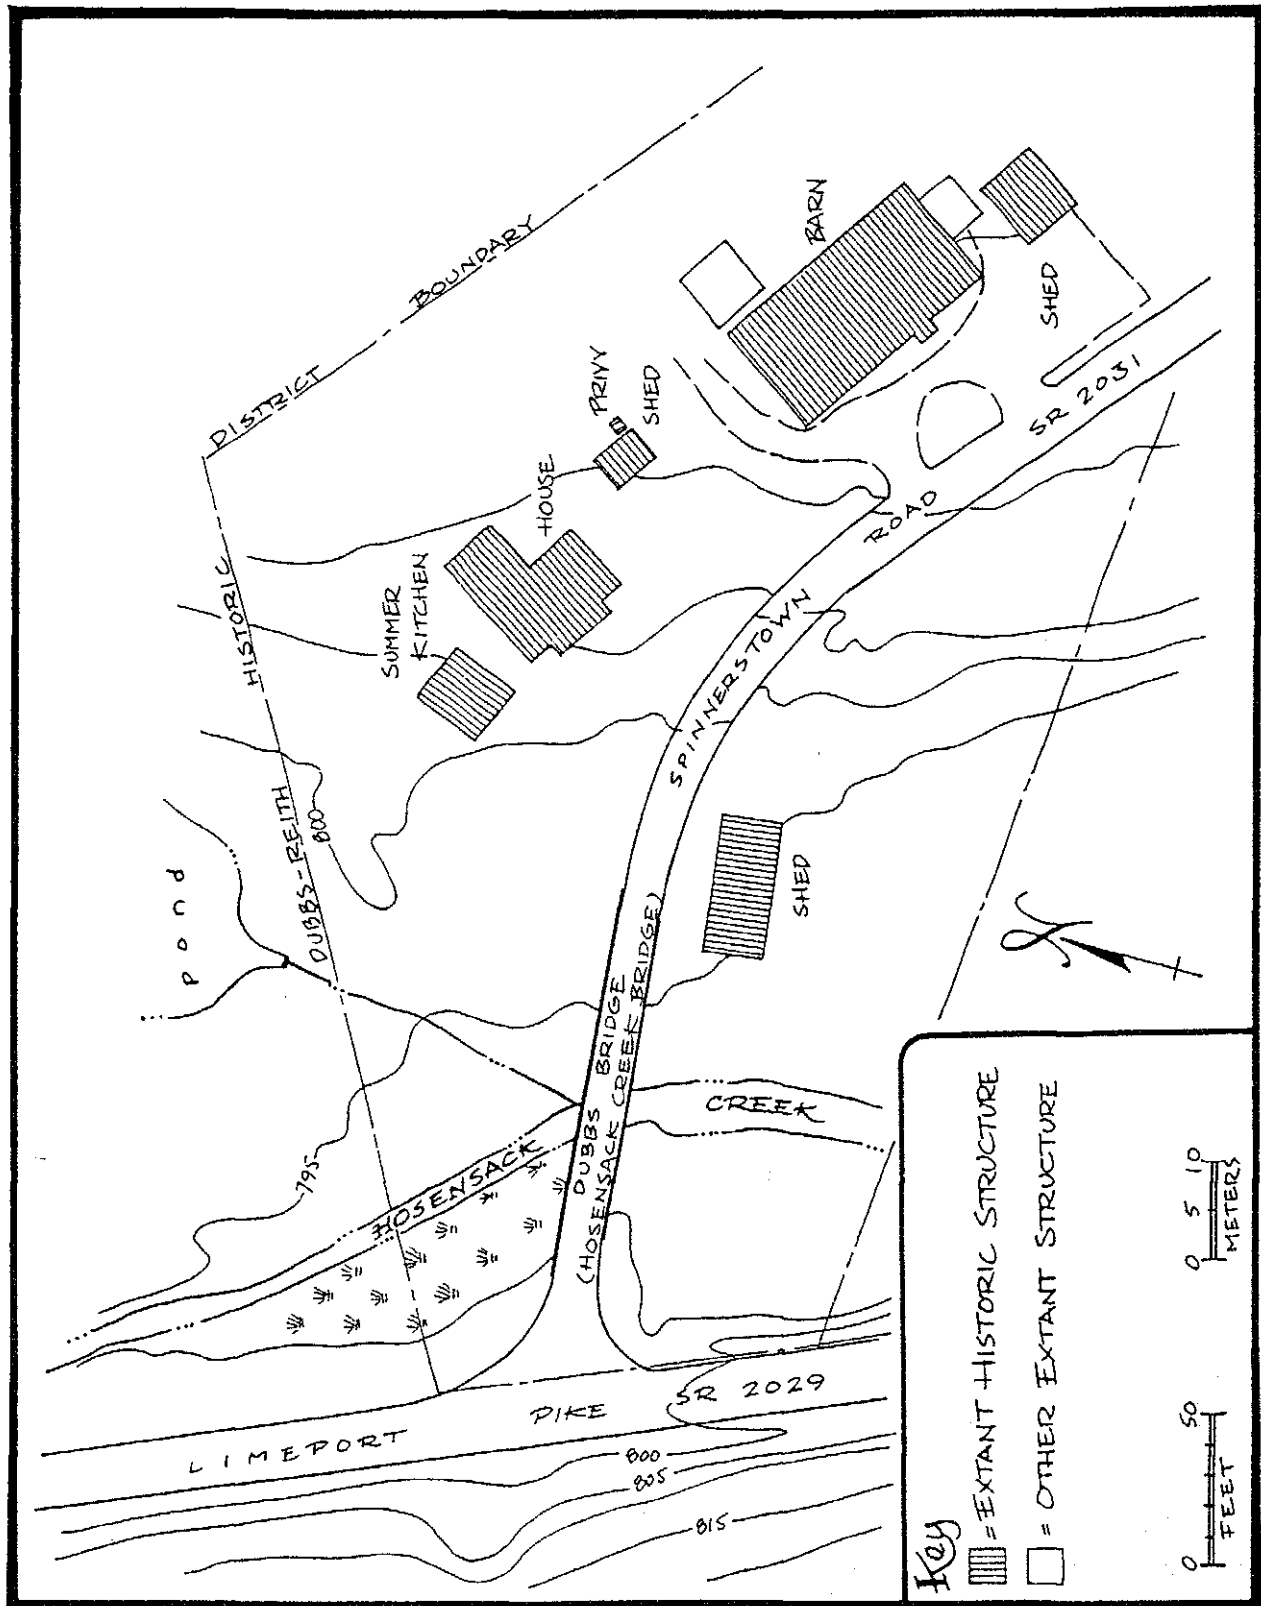 DUBBS-REITH HISTORIC DISTRICT BOUNDARY
pond
800
795
SUMMER
KITCHEN
HOUSE
PRIVY
SHED
BARN
SHED
SHED
HOSENSACK
CREEK
DUBBS BRIDGE
(HOSENSACK CREEK BRIDGE)
SPINNERSTOWN ROAD
SR 2031
LIMEPORT PIKE SR 2029
800
805
815
N
Key
= EXTANT HISTORIC STRUCTURE
= OTHER EXTANT STRUCTURE
0 50
FEET
0 5 10
METERS